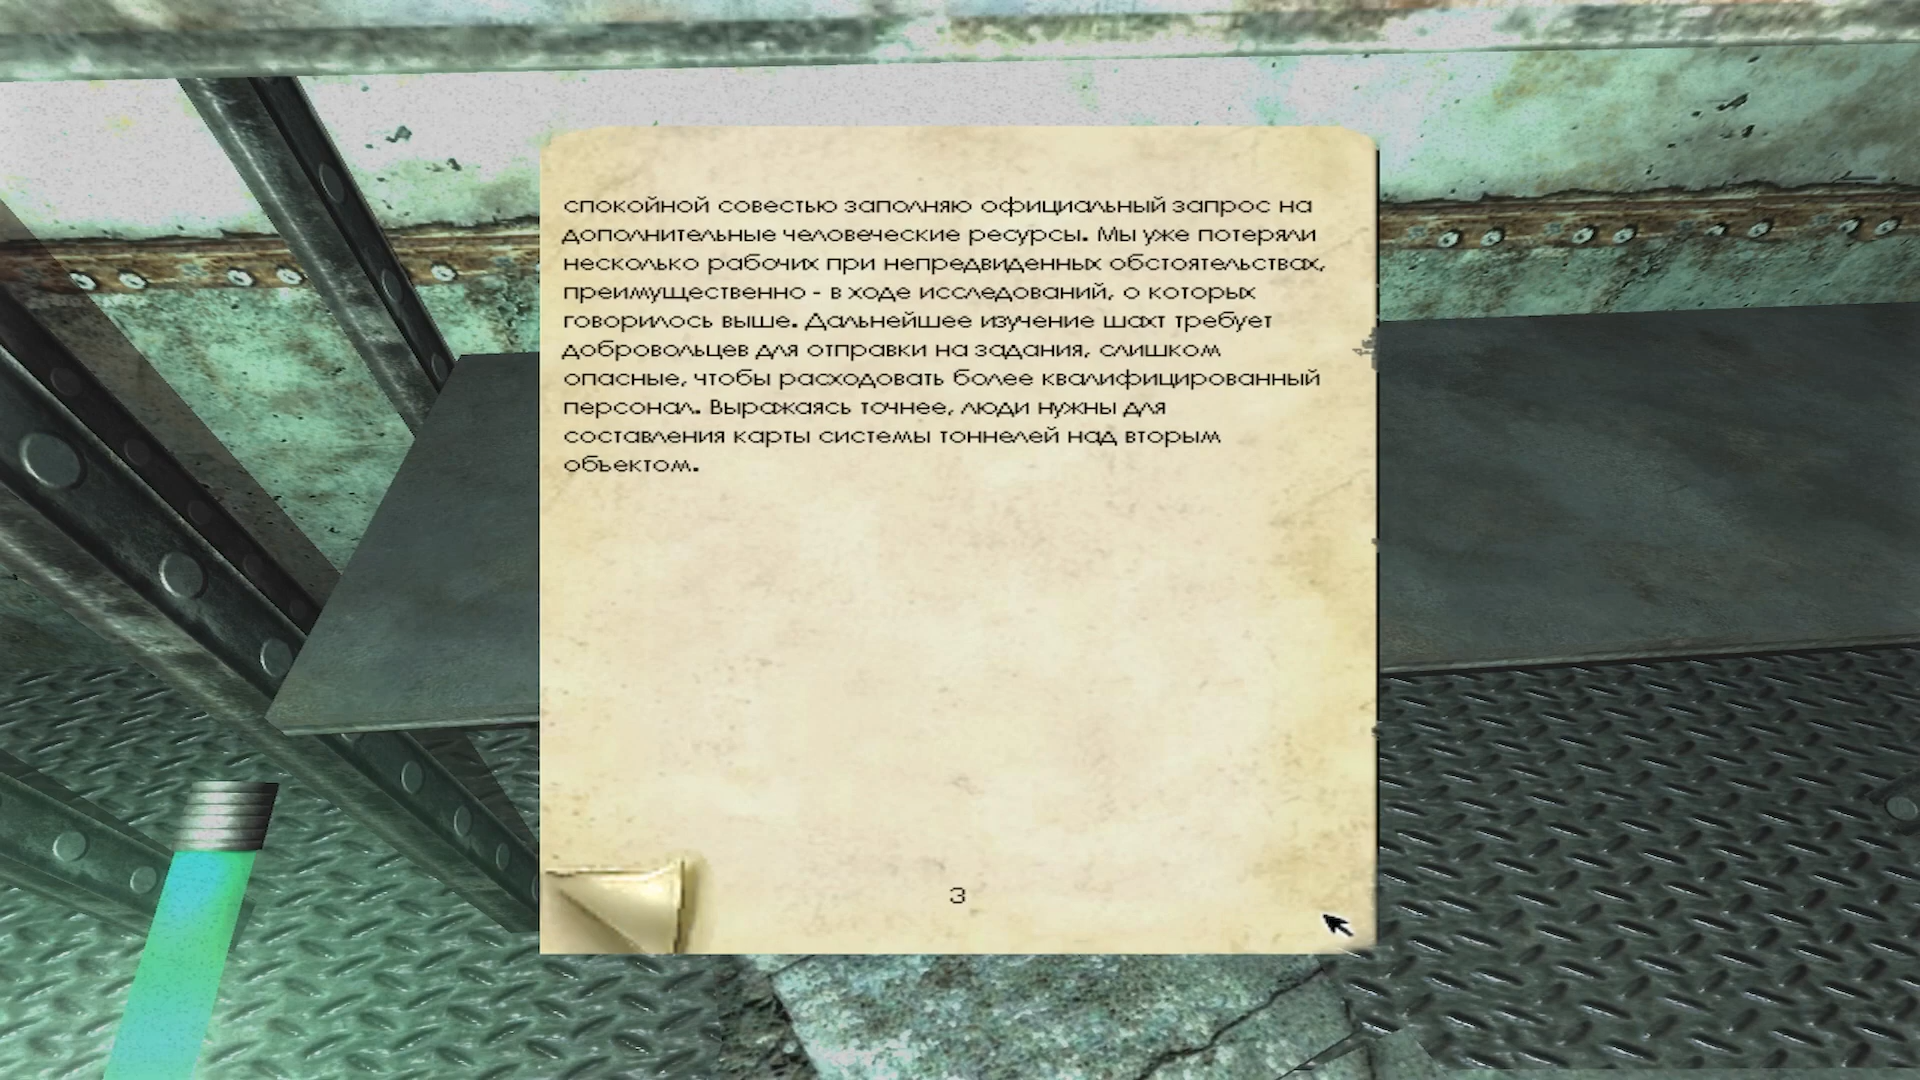 спокойной совестью заполняю официальный запрос на
дополнительные человеческие ресурсы. Мы уже потеряли
несколько рабочих при непредвиденных обстоятельствах,
преимущественно - в ходе исследований, о которых
говорилось выше. Дальнейшее изучение шахт требует
добровольцев для отправки на задания, слишком
опасные, чтобы расходовать более квалифицированный
персонал. Выражаясь точнее, люди нужны для
составления карты системы тоннелей над вторым
объектом.
3